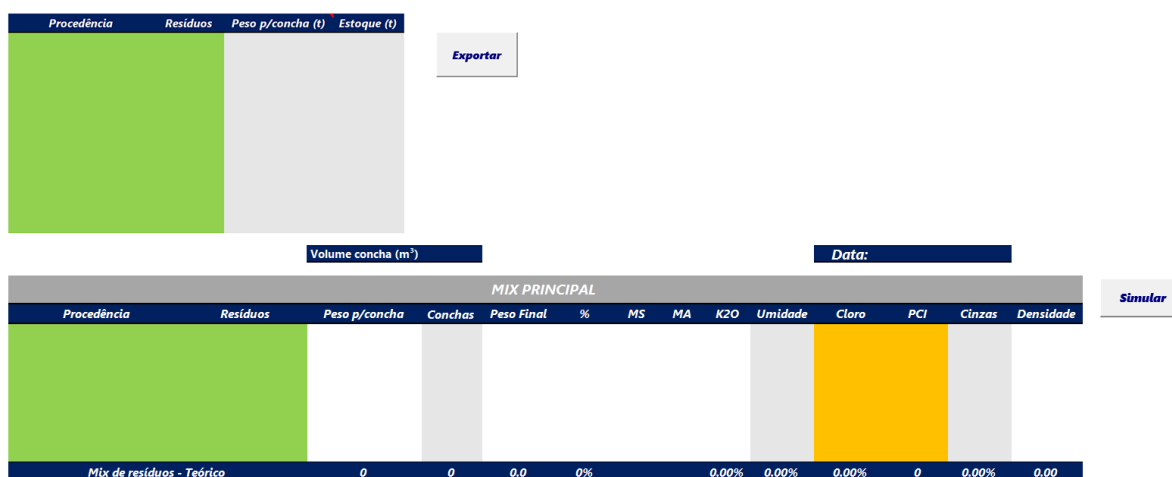 Procedência Resíduos Peso p/concha (t) Estoque (t)
Exportar
Volume concha (m³) Data:
MIX PRINCIPAL
Simular
Procedência Resíduos Peso p/concha Conchas Peso Final % MS MA K2O Umidade Cloro PCI Cinzas Densidade
Mix de resíduos - Teórico 0 0 0.0 0% 0.00% 0.00% 0.00% 0 0.00% 0.00